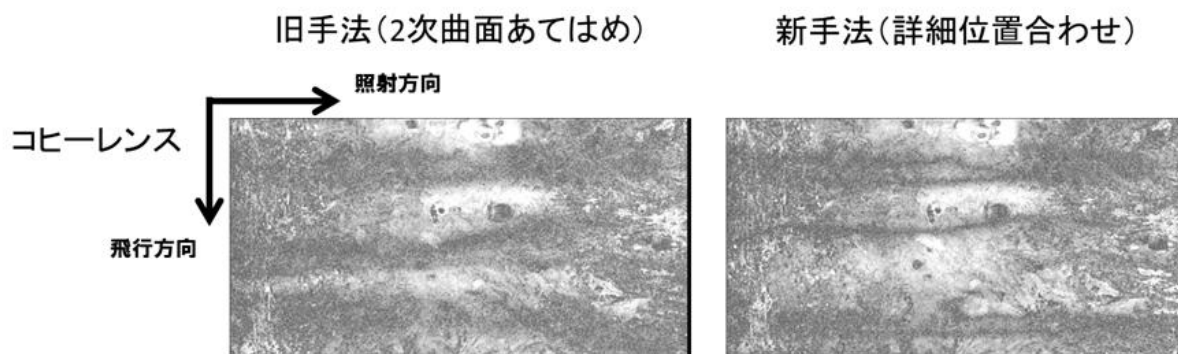 旧手法(2次曲面あてはめ)
新手法(詳細位置合わせ)
照射方向
コヒーレンス
飛行方向